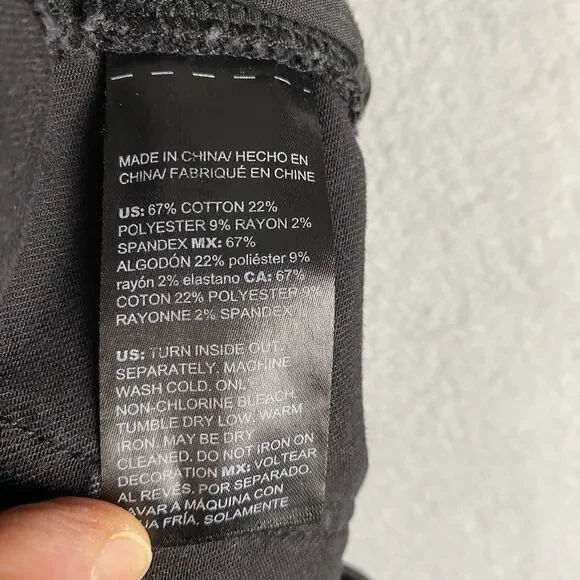 MADE IN CHINA/ HECHO EN
CHINA/ FABRIQUÉ EN CHINE
US: 67% COTTON 22%
POLYESTER 9% RAYON 2%
SPANDEX MX: 67%
ALGODÓN 22% poliéster 9%
rayón 2% elastano CA: 67%
COTON 22% POLYESTER 9%
RAYONNE 2% SPANDEX
US: TURN INSIDE OUT
SEPARATELY. MACHINE
WASH COLD. ONLY
NON-CHLORINE BLEACH
TUMBLE DRY LOW. WARM
IRON. MAY BE DRY
CLEANED. DO NOT IRON ON
DECORATION MX: VOLTEAR
AL REVÉS. POR SEPARADO.
AVAR A MÁQUINA CON
UA FRÍA. SOLAMENTE